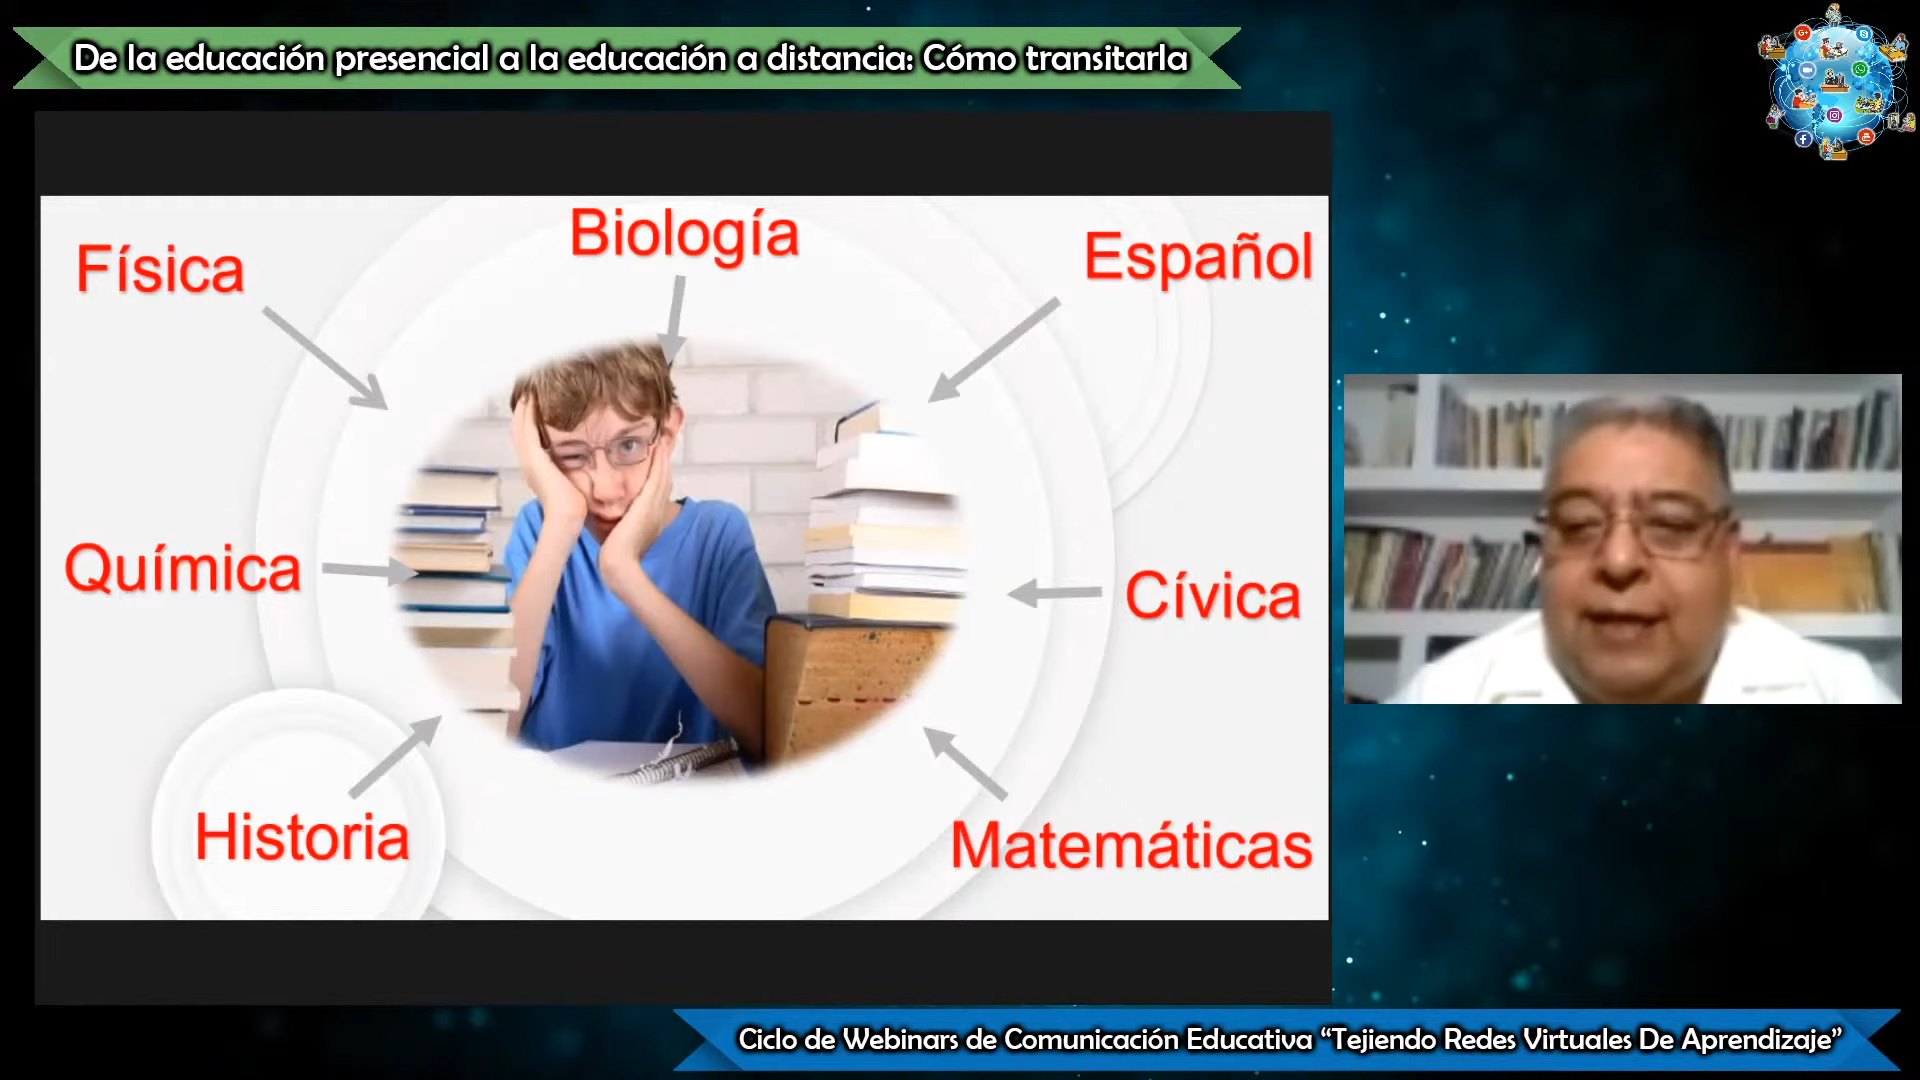 De la educación presencial a la educación a distancia: Cómo transitarla
Biología
Física
Español
Química
Cívica
Historia
Matemáticas
Ciclo de Webinars de Comunicación Educativa “Tejiendo Redes Virtuales De Aprendizaje”